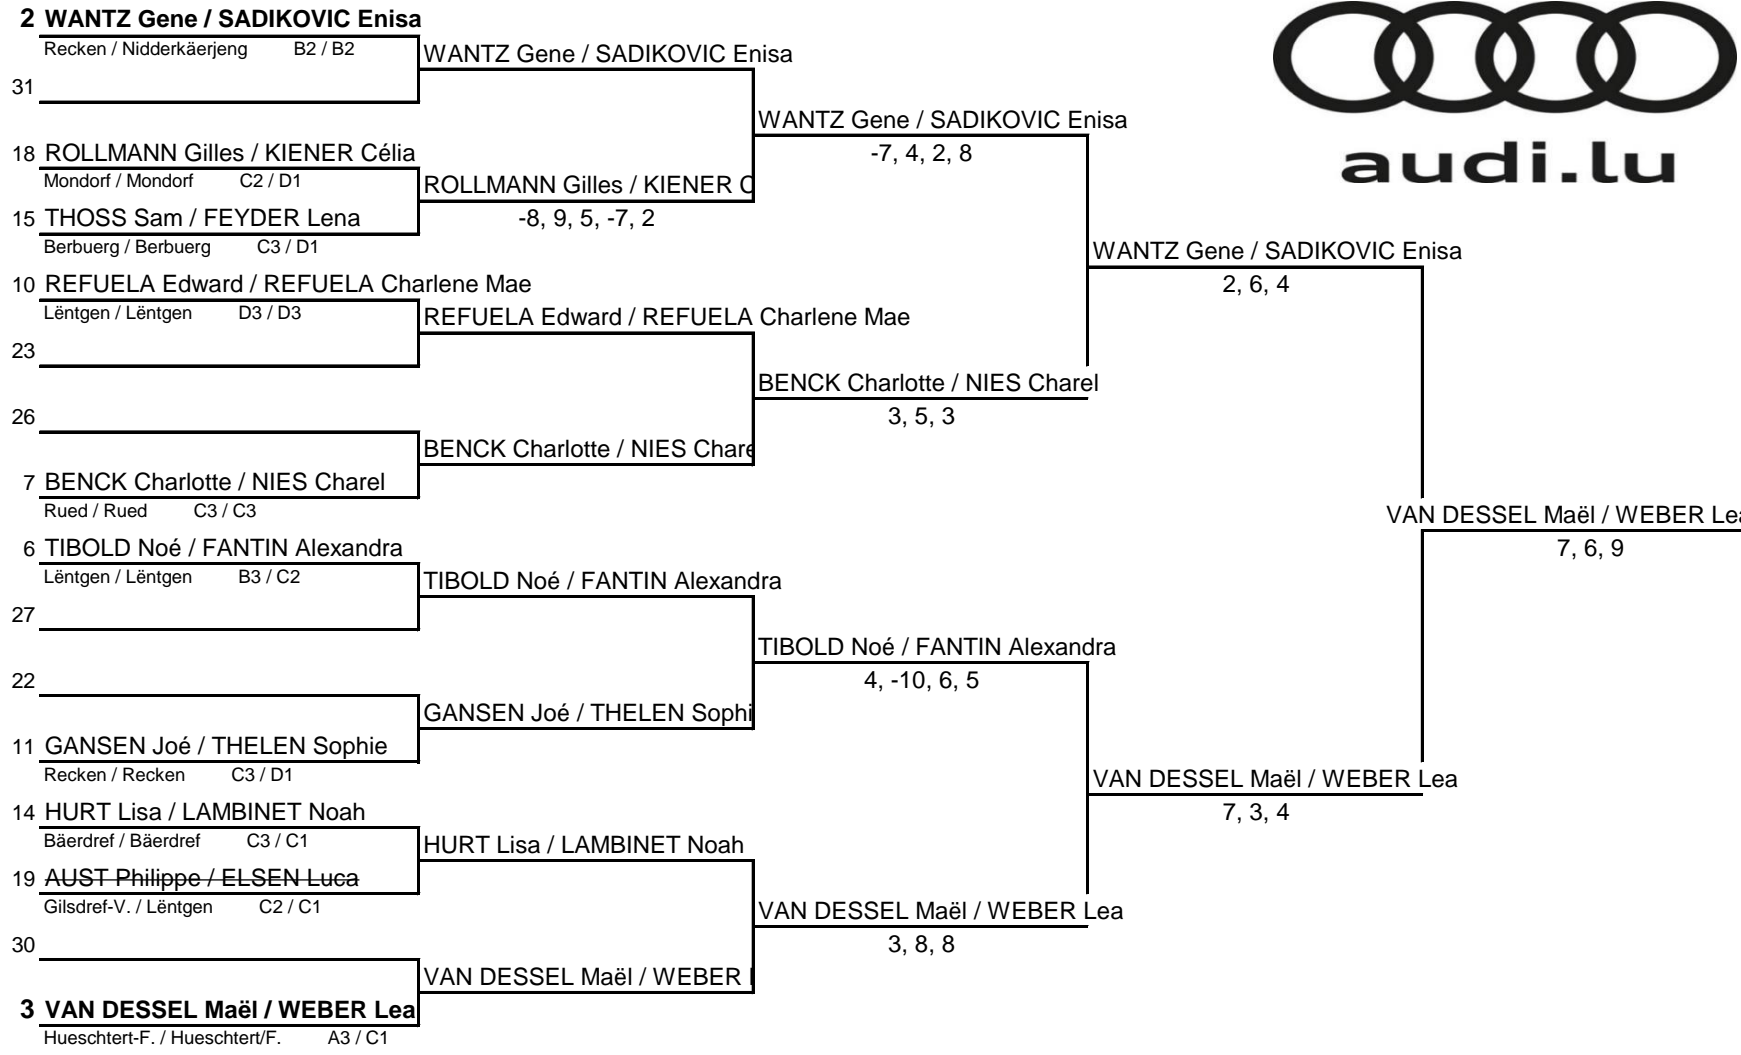 2 WANTZ Gene / SADIKOVIC Enisa
Recken / Nidderkäerjeng B2 / B2
WANTZ Gene / SADIKOVIC Enisa
31
WANTZ Gene / SADIKOVIC Enisa
-7, 4, 2, 8
audi.lu
18 ROLLMANN Gilles / KIENER Célia
Mondorf / Mondorf C2 / D1
ROLLMANN Gilles / KIENER C
-8, 9, 5, -7, 2
15 THOSS Sam / FEYDER Lena
Berbuerg / Berbuerg C3 / D1
WANTZ Gene / SADIKOVIC Enisa
2, 6, 4
10 REFUELA Edward / REFUELA Charlene Mae
Lëntgen / Lëntgen D3 / D3
REFUELA Edward / REFUELA Charlene Mae
23
BENCK Charlotte / NIES Charel
3, 5, 3
26
BENCK Charlotte / NIES Chare
7 BENCK Charlotte / NIES Charel
Rued / Rued C3 / C3
VAN DESSEL Maël / WEBER Lea
7, 6, 9
6 TIBOLD Noé / FANTIN Alexandra
Lëntgen / Lëntgen B3 / C2
TIBOLD Noé / FANTIN Alexandra
27
TIBOLD Noé / FANTIN Alexandra
4, -10, 6, 5
22
GANSEN Joé / THELEN Sophi
11 GANSEN Joé / THELEN Sophie
Recken / Recken C3 / D1
VAN DESSEL Maël / WEBER Lea
7, 3, 4
14 HURT Lisa / LAMBINET Noah
Bäerdref / Bäerdref C3 / C1
HURT Lisa / LAMBINET Noah
19 AUST Philippe / ELSEN Luca
Gilsdref-V. / Lëntgen C2 / C1
VAN DESSEL Maël / WEBER Lea
3, 8, 8
30
VAN DESSEL Maël / WEBER
3 VAN DESSEL Maël / WEBER Lea
Hueschtert-F. / Hueschtert/F. A3 / C1